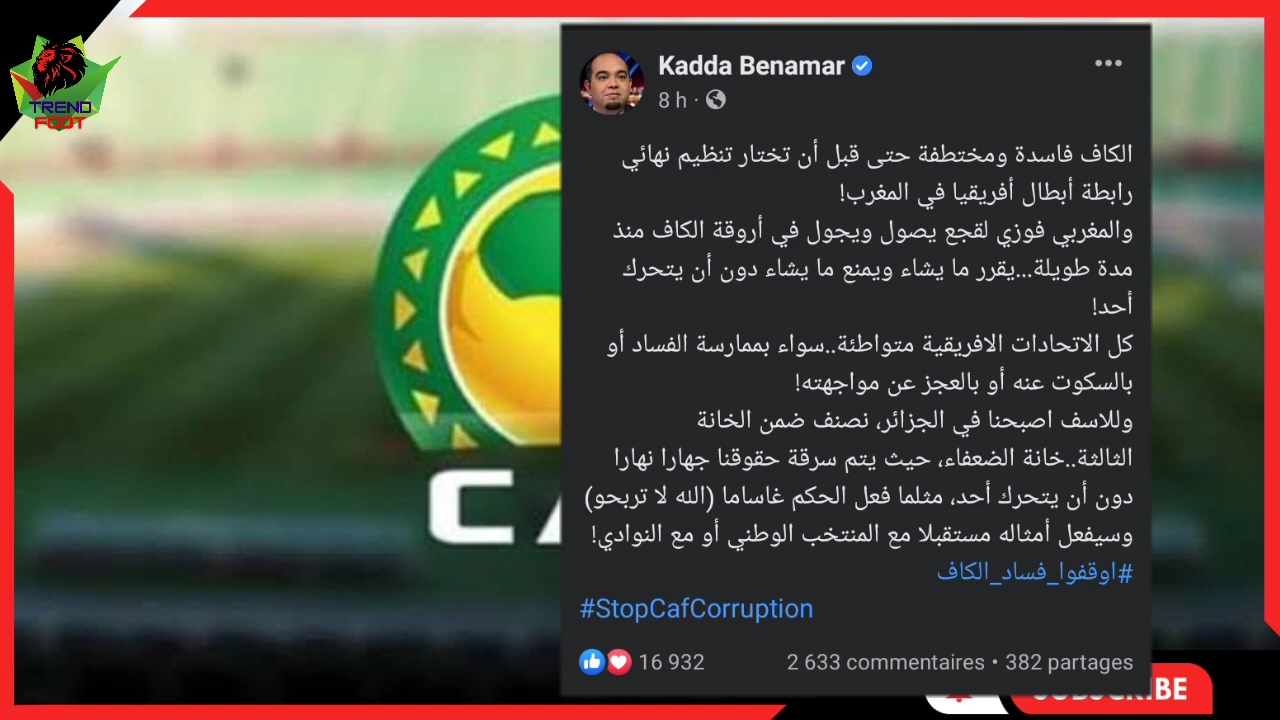 TREND
FOOT
Kadda Benamar
8 h
الكاف فاسدة ومختطفة حتى قبل أن تختار تنظيم نهائي
رابطة أبطال أفريقيا في المغرب!
والمغربي فوزي لقجع يصول ويجول في أروقة الكاف منذ
مدة طويلة...يقرر ما يشاء ويمنع ما يشاء دون أن يتحرك
أحد!
كل الاتحادات الافريقية متواطئة..سواء بممارسة الفساد أو
بالسكوت عنه أو بالعجز عن مواجهته!
وللاسف اصبحنا في الجزائر، نصنف ضمن الخانة
الثالثة..خانة الضعفاء، حيث يتم سرقة حقوقنا جهارا نهارا
دون أن يتحرك أحد، مثلما فعل الحكم غاساما (الله لا تربحو)
وسيفعل أمثاله مستقبلا مع المنتخب الوطني أو مع النوادي!
#اوقفوا_فساد_الكاف
#StopCafCorruption
16 932
2 633 commentaires • 382 partages